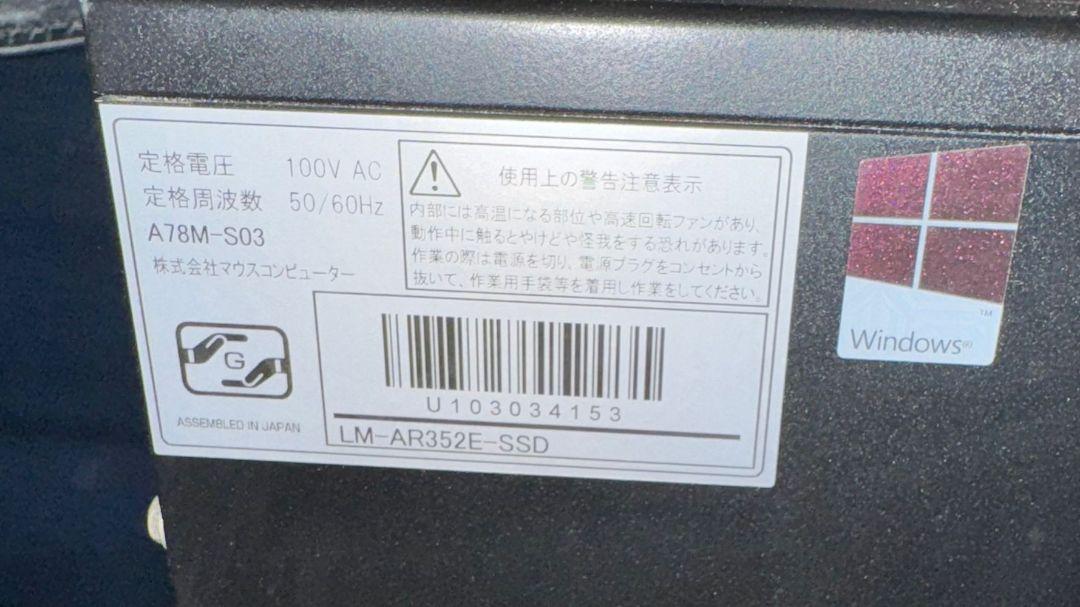 定格電圧 100V AC
定格周波数 50/60Hz
A78M-S03
株式会社マウスコンピューター
使用上の警告注意表示
内部には高温になる部位や高速回転ファンがあり、
動作中に触るとやけどや怪我をする恐れがあります。
作業の際は電源を切り、電源プラグをコンセントから
抜いて、作業用手袋等を着用し作業をしてください。
G
ASSEMBLED IN JAPAN
U103034153
LM-AR352E-SSD
TM
Windows®